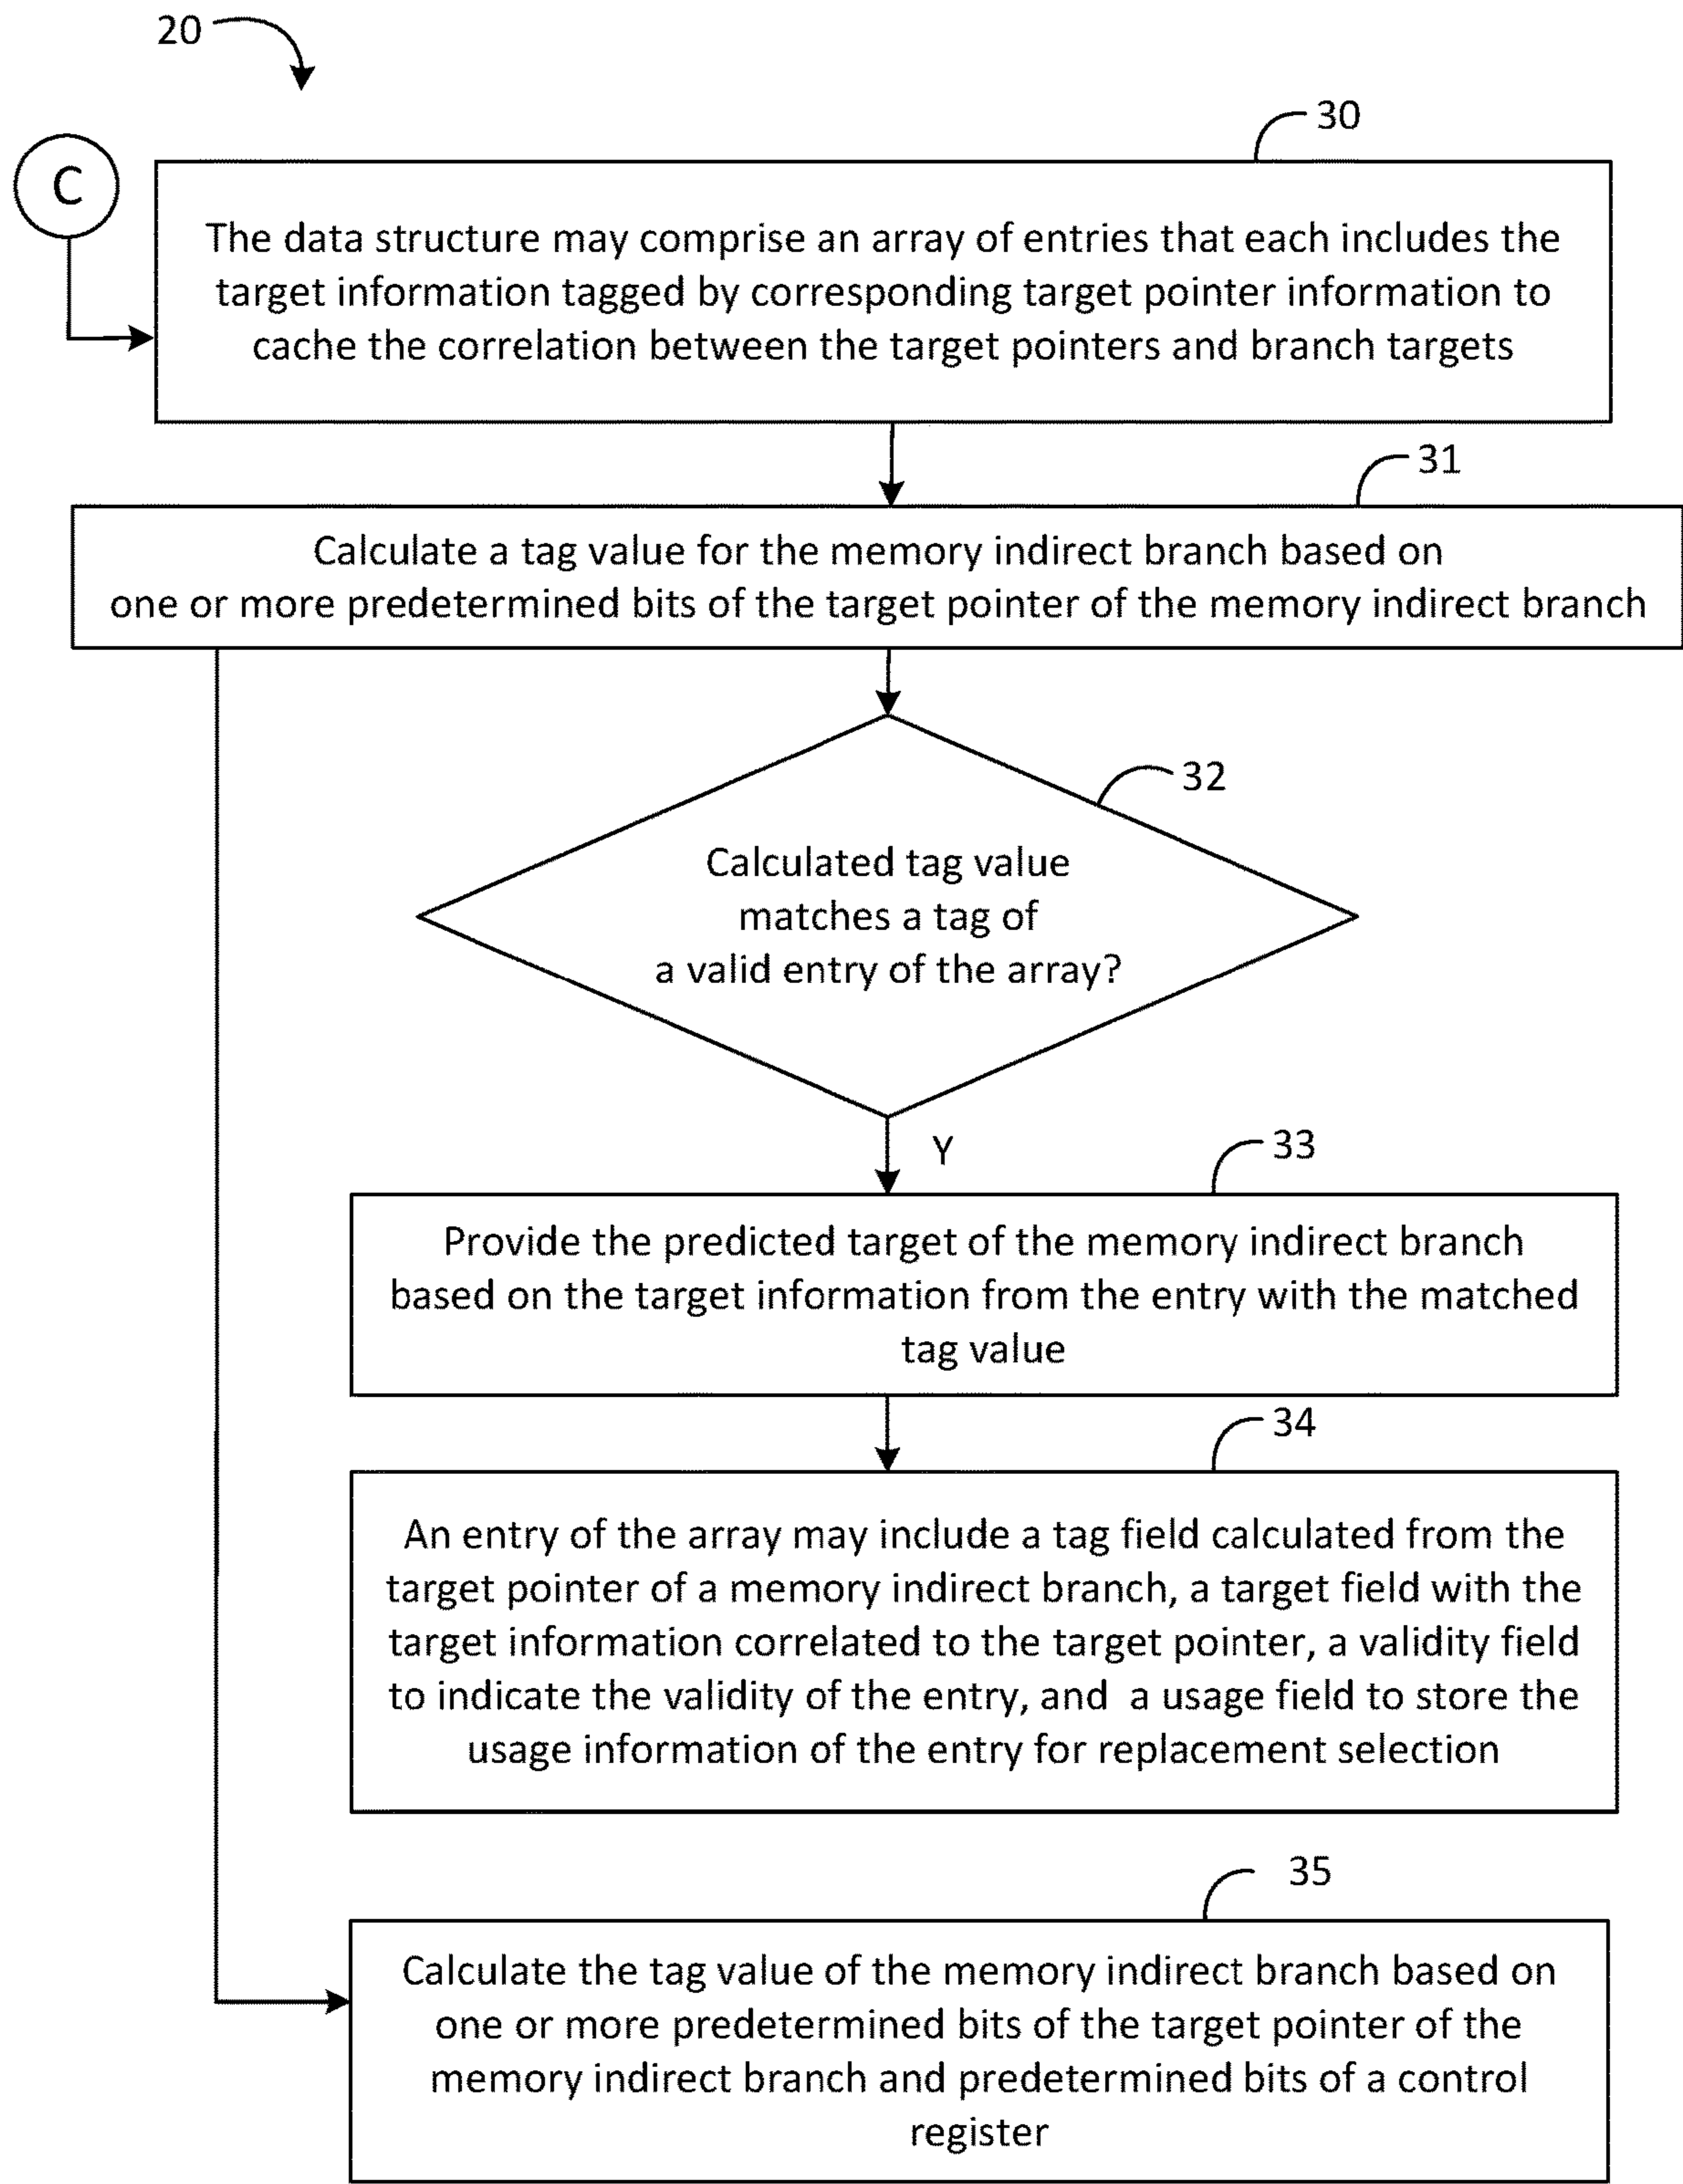 20
30
C
The data structure may comprise an array of entries that each includes the
target information tagged by corresponding target pointer information to
cache the correlation between the target pointers and branch targets
31
Calculate a tag value for the memory indirect branch based on
one or more predetermined bits of the target pointer of the memory indirect branch
32
Calculated tag value
matches a tag of
a valid entry of the array?
Y
33
Provide the predicted target of the memory indirect branch
based on the target information from the entry with the matched
tag value
34
An entry of the array may include a tag field calculated from the
target pointer of a memory indirect branch, a target field with the
target information correlated to the target pointer, a validity field
to indicate the validity of the entry, and a usage field to store the
usage information of the entry for replacement selection
35
Calculate the tag value of the memory indirect branch based on
one or more predetermined bits of the target pointer of the
memory indirect branch and predetermined bits of a control
register